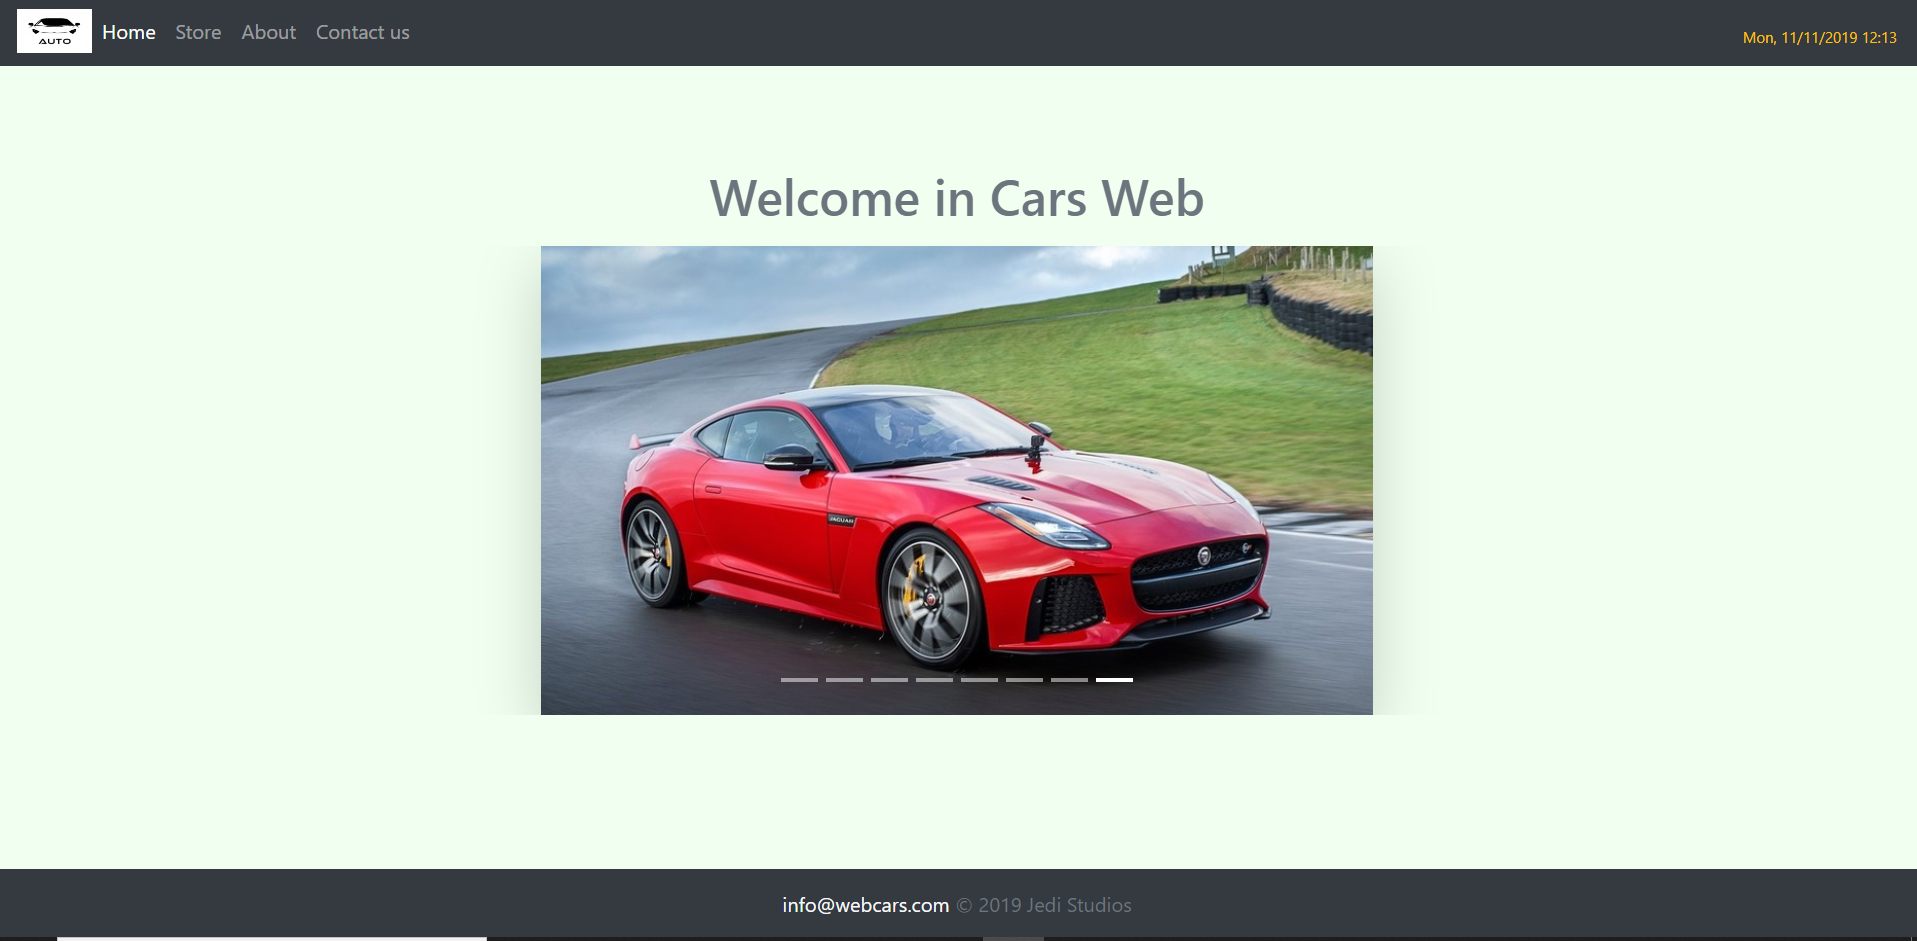 AUTO
Home Store About Contact us
Mon, 11/11/2019 12:13
Welcome in Cars Web
JAGUAR
info@webcars.com © 2019 Jedi Studios